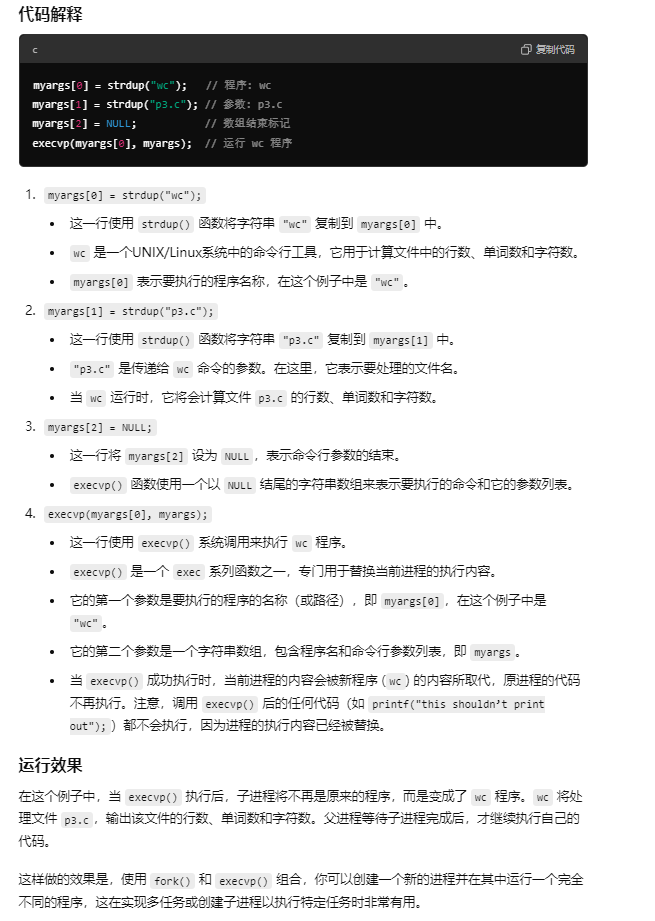 代码解释
c
复制代码
myargs[0] = strdup("wc");   // 程序: wc
myargs[1] = strdup("p3.c"); // 参数: p3.c
myargs[2] = NULL;           // 数组结束标记
execvp(myargs[0], myargs);  // 运行 wc 程序
1. myargs[0] = strdup("wc");
• 这一行使用 strdup() 函数将字符串 "wc" 复制到 myargs[0] 中。
• wc 是一个UNIX/Linux系统中的命令行工具，它用于计算文件中的行数、单词数和字符数。
• myargs[0] 表示要执行的程序名称，在这个例子中是 "wc"。
2. myargs[1] = strdup("p3.c");
• 这一行使用 strdup() 函数将字符串 "p3.c" 复制到 myargs[1] 中。
• "p3.c" 是传递给 wc 命令的参数。在这里，它表示要处理的文件名。
• 当 wc 运行时，它将会计算文件 p3.c 的行数、单词数和字符数。
3. myargs[2] = NULL;
• 这一行将 myargs[2] 设为 NULL，表示命令行参数的结束。
• execvp() 函数使用一个以 NULL 结尾的字符串数组来表示要执行的命令和它的参数列表。
4. execvp(myargs[0], myargs);
• 这一行使用 execvp() 系统调用来执行 wc 程序。
• execvp() 是一个 exec 系列函数之一，专门用于替换当前进程的执行内容。
• 它的第一个参数是要执行的程序的名称（或路径），即 myargs[0]，在这个例子中是
"wc"。
• 它的第二个参数是一个字符串数组，包含程序名和命令行参数列表，即 myargs。
• 当 execvp() 成功执行时，当前进程的内容会被新程序（wc）的内容所取代，原进程的代码
不再执行。注意，调用 execvp() 后的任何代码（如 printf("this shouldn’t print
out");）都不会执行，因为进程的执行内容已经被替换。
运行效果
在这个例子中，当 execvp() 执行后，子进程将不再是原来的程序，而是变成了 wc 程序。wc 将处
理文件 p3.c，输出该文件的行数、单词数和字符数。父进程等待子进程完成后，才继续执行自己的
代码。
这样做的效果是，使用 fork() 和 execvp() 组合，你可以创建一个新的进程并在其中运行一个完全
不同的程序，这在实现多任务或创建子进程以执行特定任务时非常有用。